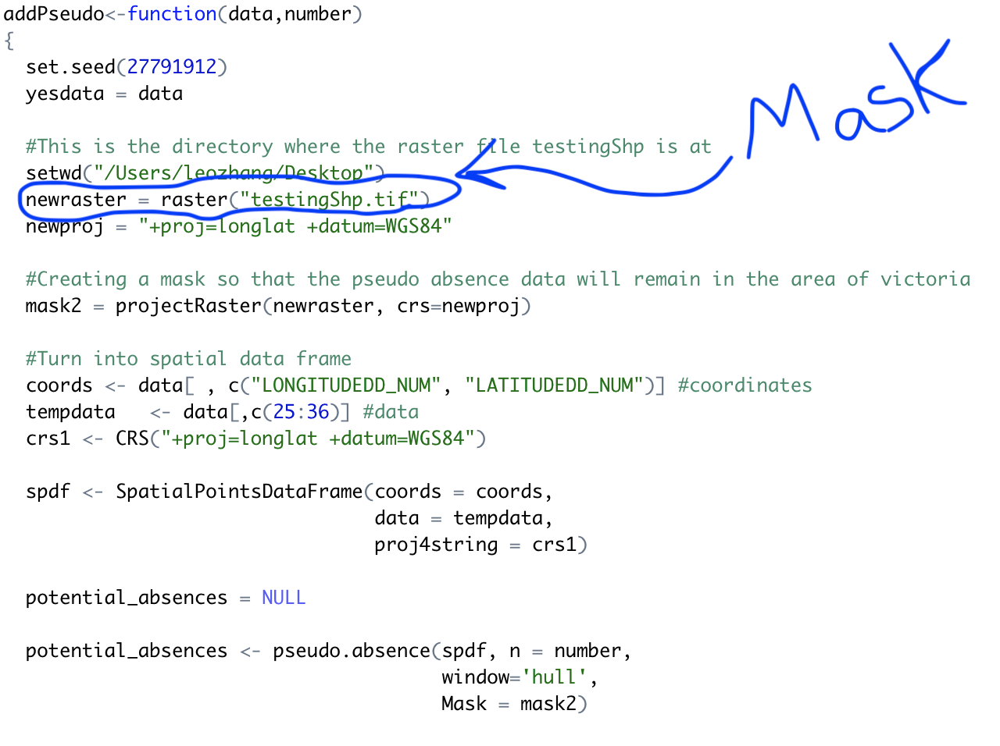 addPseudo<-function(data,number)
{
set.seed(27791912)
yesdata = data
#This is the directory where the raster file testingShp is at
setwd("/Users/leozhang/Desktop")
newraster = raster("testingShp.tif")
newproj = "+proj=longlat +datum=WGS84"
#Creating a mask so that the pseudo absence data will remain in the area of victoria
mask2 = projectRaster(newraster, crs=newproj)
#Turn into spatial data frame
coords <- data[ , c("LONGITUDEDD_NUM", "LATITUDEDD_NUM")] #coordinates
tempdata   <- data[,c(25:36)] #data
crs1 <- CRS("+proj=longlat +datum=WGS84")
spdf <- SpatialPointsDataFrame(coords = coords,
data = tempdata,
proj4string = crs1)
potential_absences = NULL
potential_absences <- pseudo.absence(spdf, n = number,
window='hull',
Mask = mask2)
Mask